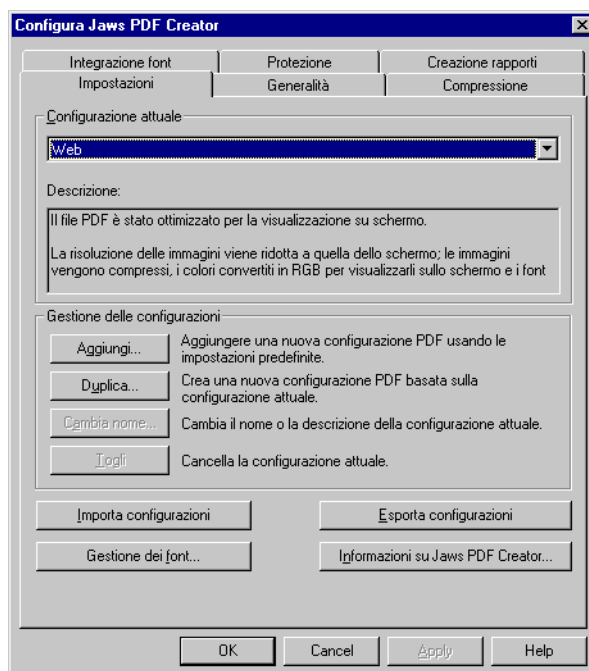 Configura Jaws PDF Creator
Integrazione font
Protezione
Creazione rapporti
Impostazioni
Generalità
Compressione
Configurazione attuale
Web
Descrizione:
Il file PDF è stato ottimizzato per la visualizzazione su schermo.
La risoluzione delle immagini viene ridotta a quella dello schermo; le immagini
vengono compressi, i colori convertiti in RGB per visualizzarli sullo schermo e i font
Gestione delle configurazioni
Aggiungi...
Aggiungere una nuova configurazione PDF usando le
impostazioni predefinite.
Duplica...
Crea una nuova configurazione PDF basata sulla
configurazione attuale.
Cambia nome...
Cambia il nome o la descrizione della configurazione attuale.
Togli
Cancella la configurazione attuale.
Importa configurazioni
Esporta configurazioni
Gestione dei font...
Informazioni su Jaws PDF Creator...
OK
Cancel
Apply
Help